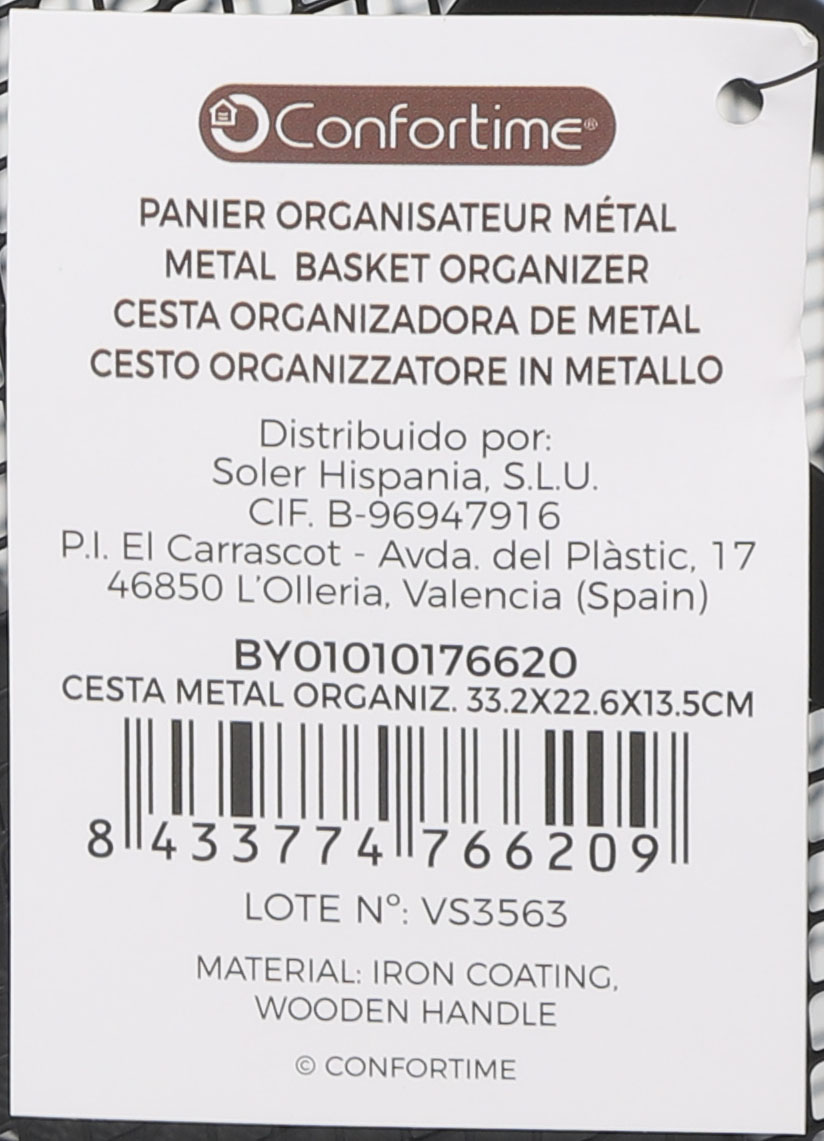 Confortime®
PANIER ORGANISATEUR MÉTAL
METAL BASKET ORGANIZER
CESTA ORGANIZADORA DE METAL
CESTO ORGANIZZATORE IN METALLO
Distribuido por:
Soler Hispania, S.L.U.
CIF. B-96947916
P.I. El Carrascot - Avda. del Plàstic, 17
46850 L'Olleria, Valencia (Spain)
BY01010176620
CESTA METAL ORGANIZ. 33.2X22.6X13.5CM
8 433774 766209
LOTE Nº: VS3563
MATERIAL: IRON COATING,
WOODEN HANDLE
© CONFORTIME